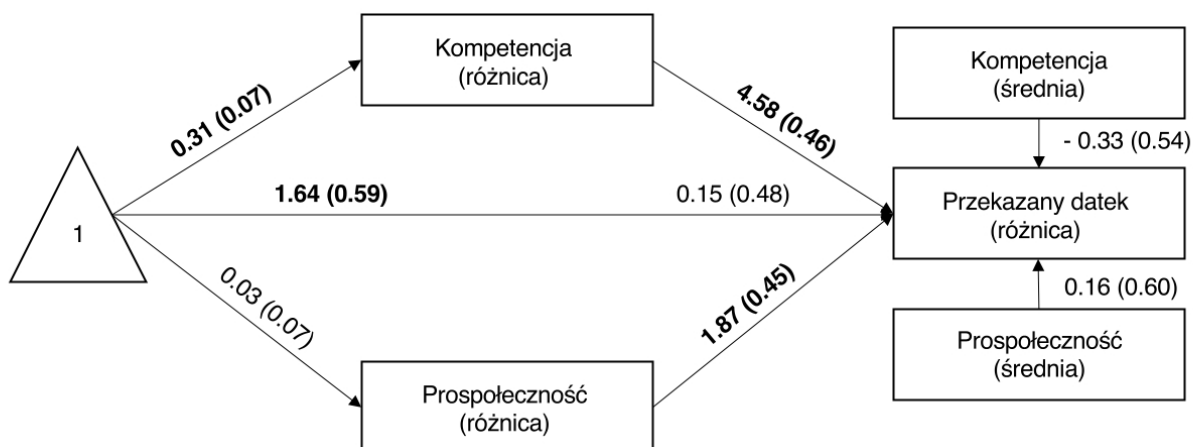 Kompetencja
(różnica)
Kompetencja
(średnia)
0.31 (0.07)
4.58 (0.46)
- 0.33 (0.54)
1
1.64 (0.59)
0.15 (0.48)
Przekazany datek
(różnica)
0.03 (0.07)
1.87 (0.45)
0.16 (0.60)
Prospołeczność
(różnica)
Prospołeczność
(średnia)